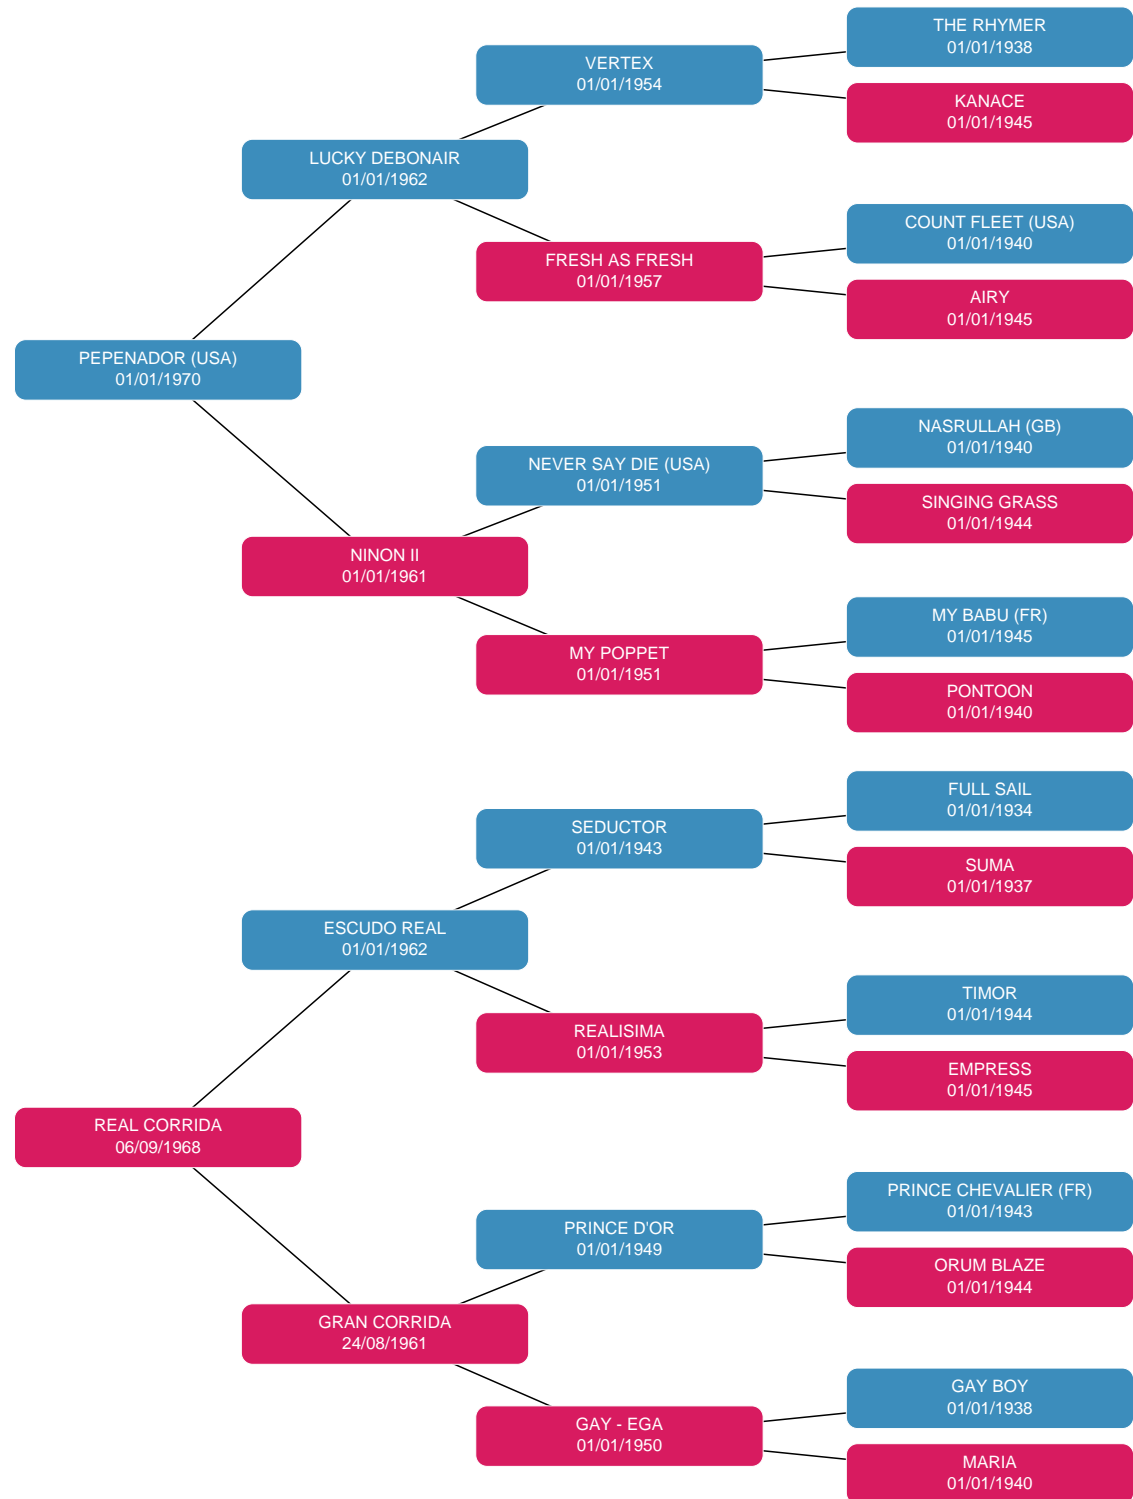 THE RHYMER
01/01/1938
VERTEX
01/01/1954
KANACE
01/01/1945
LUCKY DEBONAIR
01/01/1962
COUNT FLEET (USA)
01/01/1940
FRESH AS FRESH
01/01/1957
AIRY
01/01/1945
PEPENADOR (USA)
01/01/1970
NASRULLAH (GB)
01/01/1940
NEVER SAY DIE (USA)
01/01/1951
SINGING GRASS
01/01/1944
NINON II
01/01/1961
MY BABU (FR)
01/01/1945
MY POPPET
01/01/1951
PONTOON
01/01/1940
FULL SAIL
01/01/1934
SEDUCTOR
01/01/1943
SUMA
01/01/1937
ESCUDO REAL
01/01/1962
TIMOR
01/01/1944
REALISIMA
01/01/1953
EMPRESS
01/01/1945
REAL CORRIDA
06/09/1968
PRINCE CHEVALIER (FR)
01/01/1943
PRINCE D'OR
01/01/1949
ORUM BLAZE
01/01/1944
GRAN CORRIDA
24/08/1961
GAY BOY
01/01/1938
GAY - EGA
01/01/1950
MARIA
01/01/1940